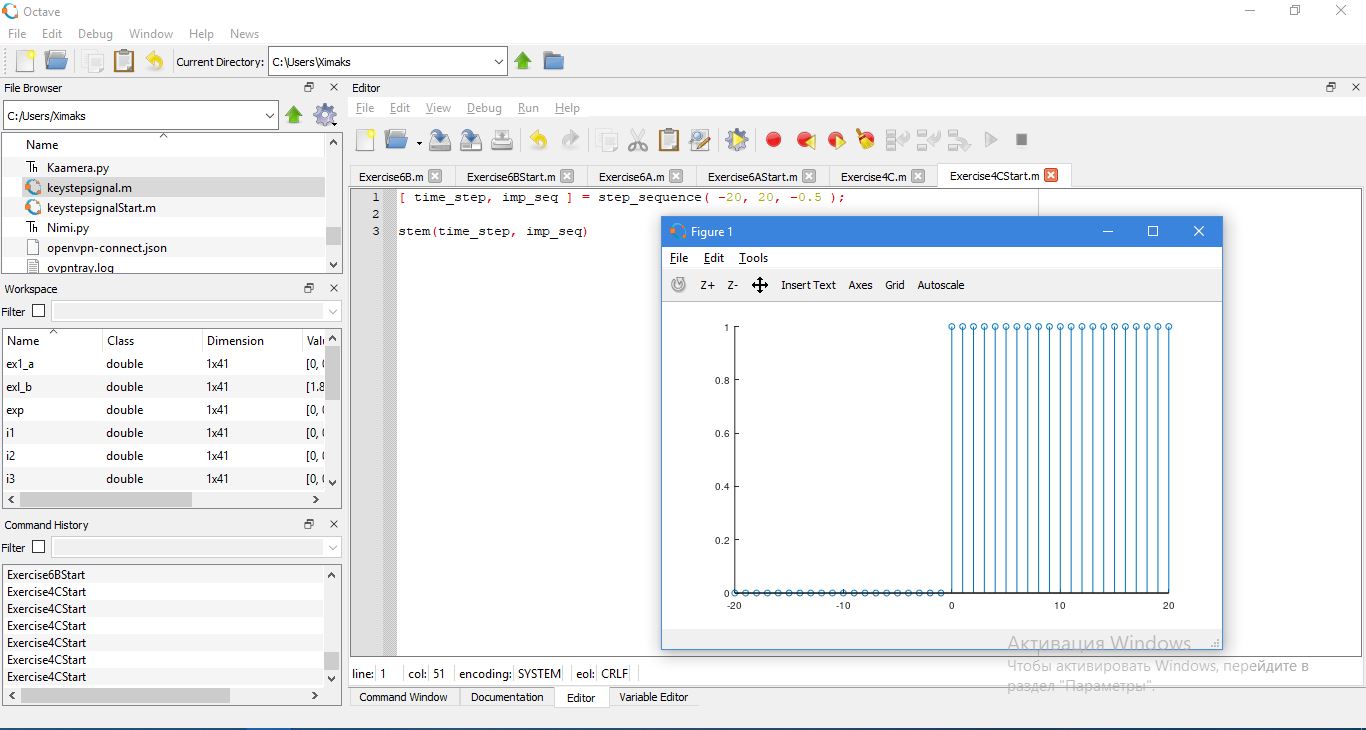 Octave
File Edit Debug Window Help News
Current Directory: C:\Users\Ximaks
File Browser
C:/Users/Ximaks
Name
Kaamera.py
keystepsignal.m
keystepsignalStart.m
Nimi.py
openvpn-connect.json
ovpntray.log
Workspace
Filter
Name Class Dimension Valu
ex1_a double 1x41 [0, (
exl_b double 1x41 [1.8
exp double 1x41 [0, (
i1 double 1x41 [0, (
i2 double 1x41 [0, (
i3 double 1x41 [0, (
Command History
Filter
Exercise6BStart
Exercise4CStart
Exercise4CStart
Exercise4CStart
Exercise4CStart
Exercise4CStart
Exercise4CStart
Editor
File Edit View Debug Run Help
Exercise6B.m Exercise6BStart.m Exercise6A.m Exercise6AStart.m Exercise4C.m Exercise4CStart.m
1 [ time_step, imp_seq ] = step_sequence( -20, 20, -0.5 );
2
3 stem(time_step, imp_seq)
Figure 1
File Edit Tools
Z+ Z- Insert Text Axes Grid Autoscale
1
0.8
0.6
0.4
0.2
0
-20 -10 0 10 20
Активация Windows
Чтобы активировать Windows, перейдите в
раздел "Параметры".
line: 1 col: 51 encoding: SYSTEM eol: CRLF
Command Window Documentation Editor Variable Editor